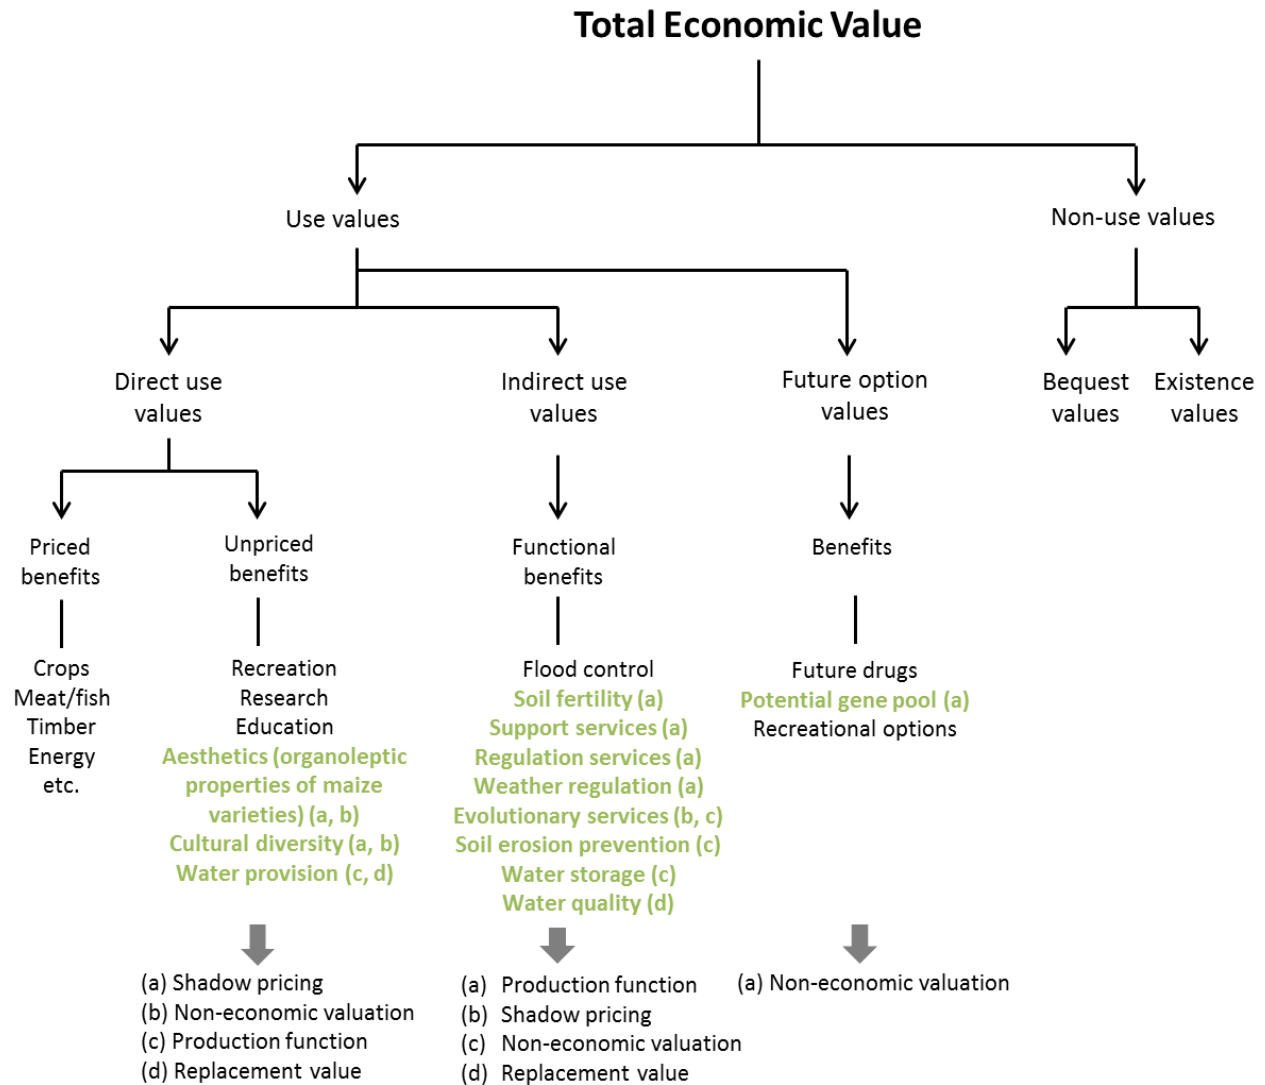 Total Economic Value
Use values
Non-use values
Direct use
values
Indirect use
values
Future option
values
Bequest
values
Existence
values
Priced
benefits
Unpriced
benefits
Functional
benefits
Benefits
Crops
Meat/fish
Timber
Energy
etc.
Recreation
Research
Education
Aesthetics (organoleptic
properties of maize
varieties) (a, b)
Cultural diversity (a, b)
Water provision (c, d)
Flood control
Soil fertility (a)
Support services (a)
Regulation services (a)
Weather regulation (a)
Evolutionary services (b, c)
Soil erosion prevention (c)
Water storage (c)
Water quality (d)
Future drugs
Potential gene pool (a)
Recreational options
(a) Shadow pricing
(b) Non-economic valuation
(c) Production function
(d) Replacement value
(a) Production function
(b) Shadow pricing
(c) Non-economic valuation
(d) Replacement value
(a) Non-economic valuation